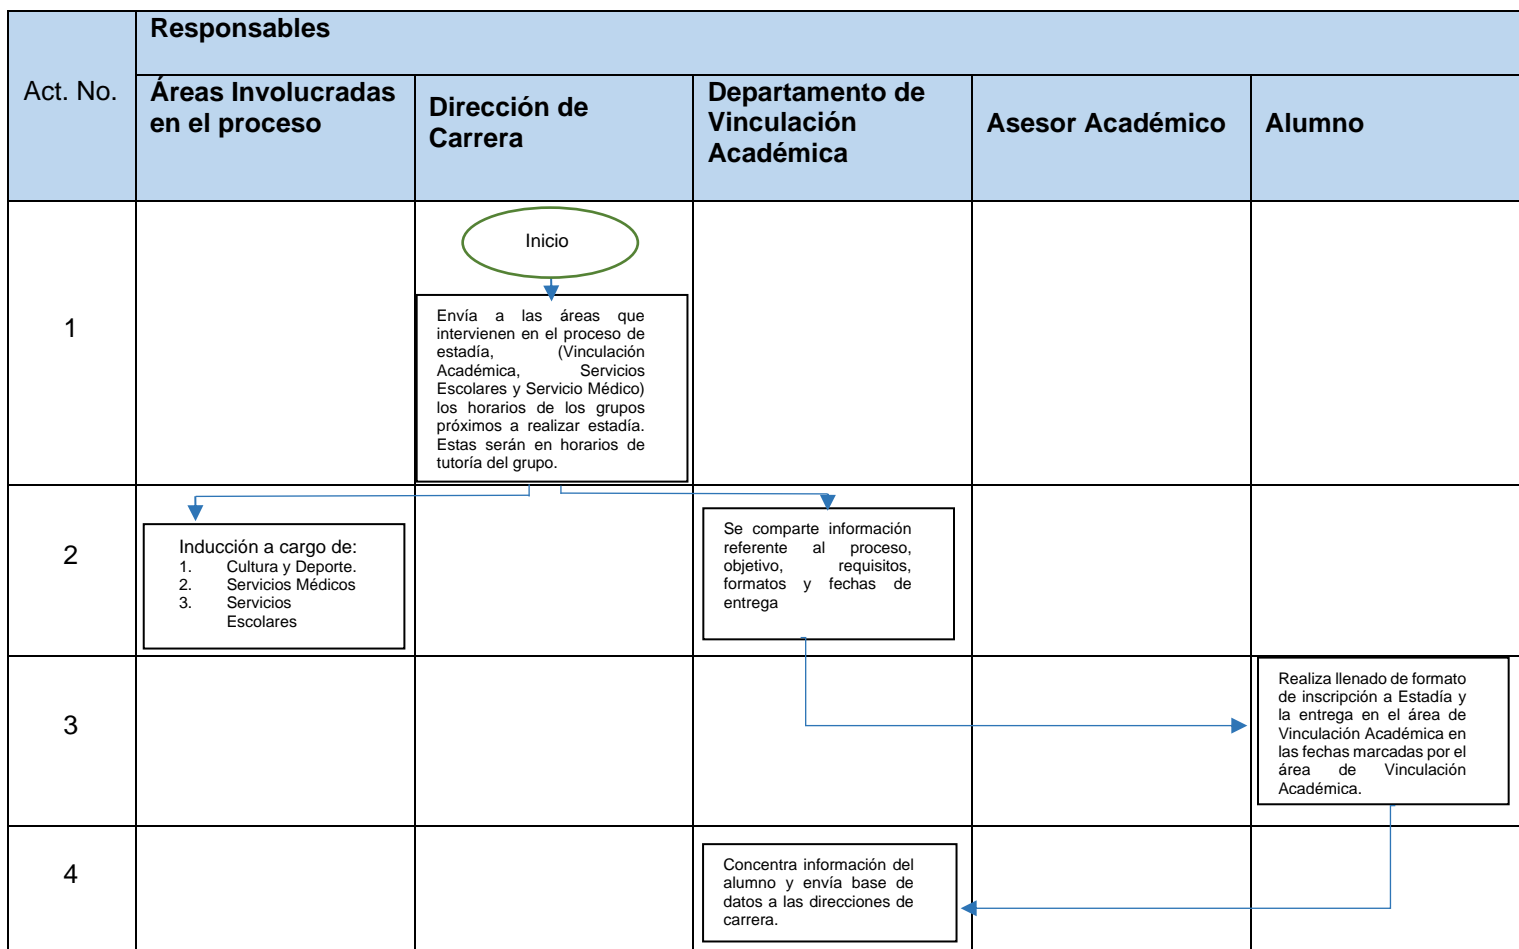 Act. No.
Responsables
Áreas Involucradas
en el proceso
Dirección de
Carrera
Departamento de
Vinculación
Académica
Asesor Académico
Alumno
1
Inicio
Envía a las áreas que
intervienen en el proceso de
estadía, (Vinculación
Académica, Servicios
Escolares y Servicio Médico)
los horarios de los grupos
próximos a realizar estadía.
Estas serán en horarios de
tutoría del grupo.
2
Inducción a cargo de:
1. Cultura y Deporte.
2. Servicios Médicos
3. Servicios
Escolares
Se comparte información
referente al proceso,
objetivo, requisitos,
formatos y fechas de
entrega
3
Realiza llenado de formato
de inscripción a Estadía y
la entrega en el área de
Vinculación Académica en
las fechas marcadas por el
área de Vinculación
Académica.
4
Concentra información del
alumno y envía base de
datos a las direcciones de
carrera.